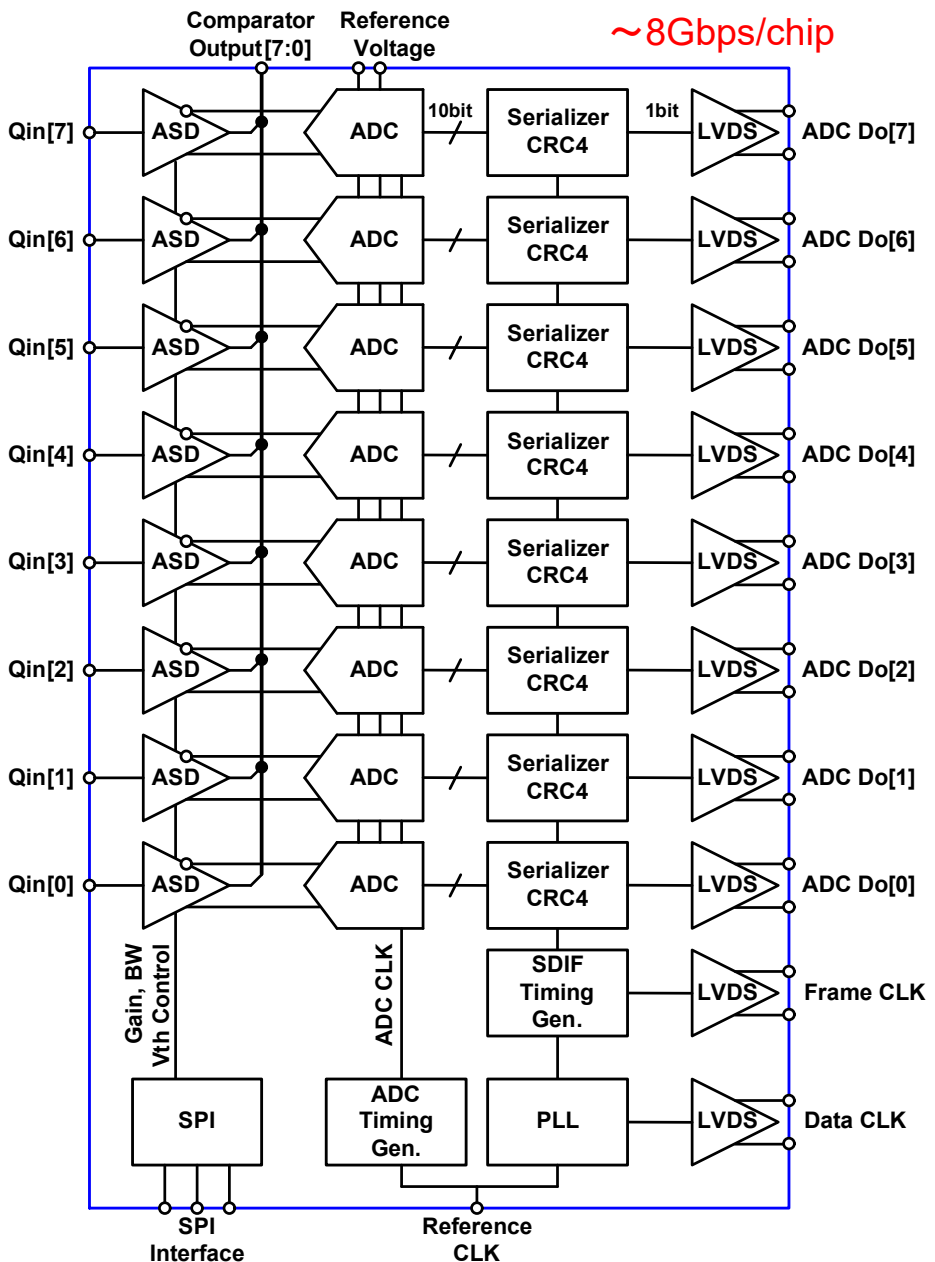 Comparator
Output[7:0]
Reference
Voltage
~8Gbps/chip
Qin[7]
ASD
ADC
10bit
Serializer
CRC4
1bit
LVDS
ADC Do[7]
Qin[6]
ASD
ADC
Serializer
CRC4
LVDS
ADC Do[6]
Qin[5]
ASD
ADC
Serializer
CRC4
LVDS
ADC Do[5]
Qin[4]
ASD
ADC
Serializer
CRC4
LVDS
ADC Do[4]
Qin[3]
ASD
ADC
Serializer
CRC4
LVDS
ADC Do[3]
Qin[2]
ASD
ADC
Serializer
CRC4
LVDS
ADC Do[2]
Qin[1]
ASD
ADC
Serializer
CRC4
LVDS
ADC Do[1]
Qin[0]
ASD
ADC
Serializer
CRC4
LVDS
ADC Do[0]
Gain, BW
Vth Control
ADC CLK
SDIF
Timing
Gen.
LVDS
Frame CLK
SPI
ADC
Timing
Gen.
PLL
LVDS
Data CLK
SPI
Interface
Reference
CLK